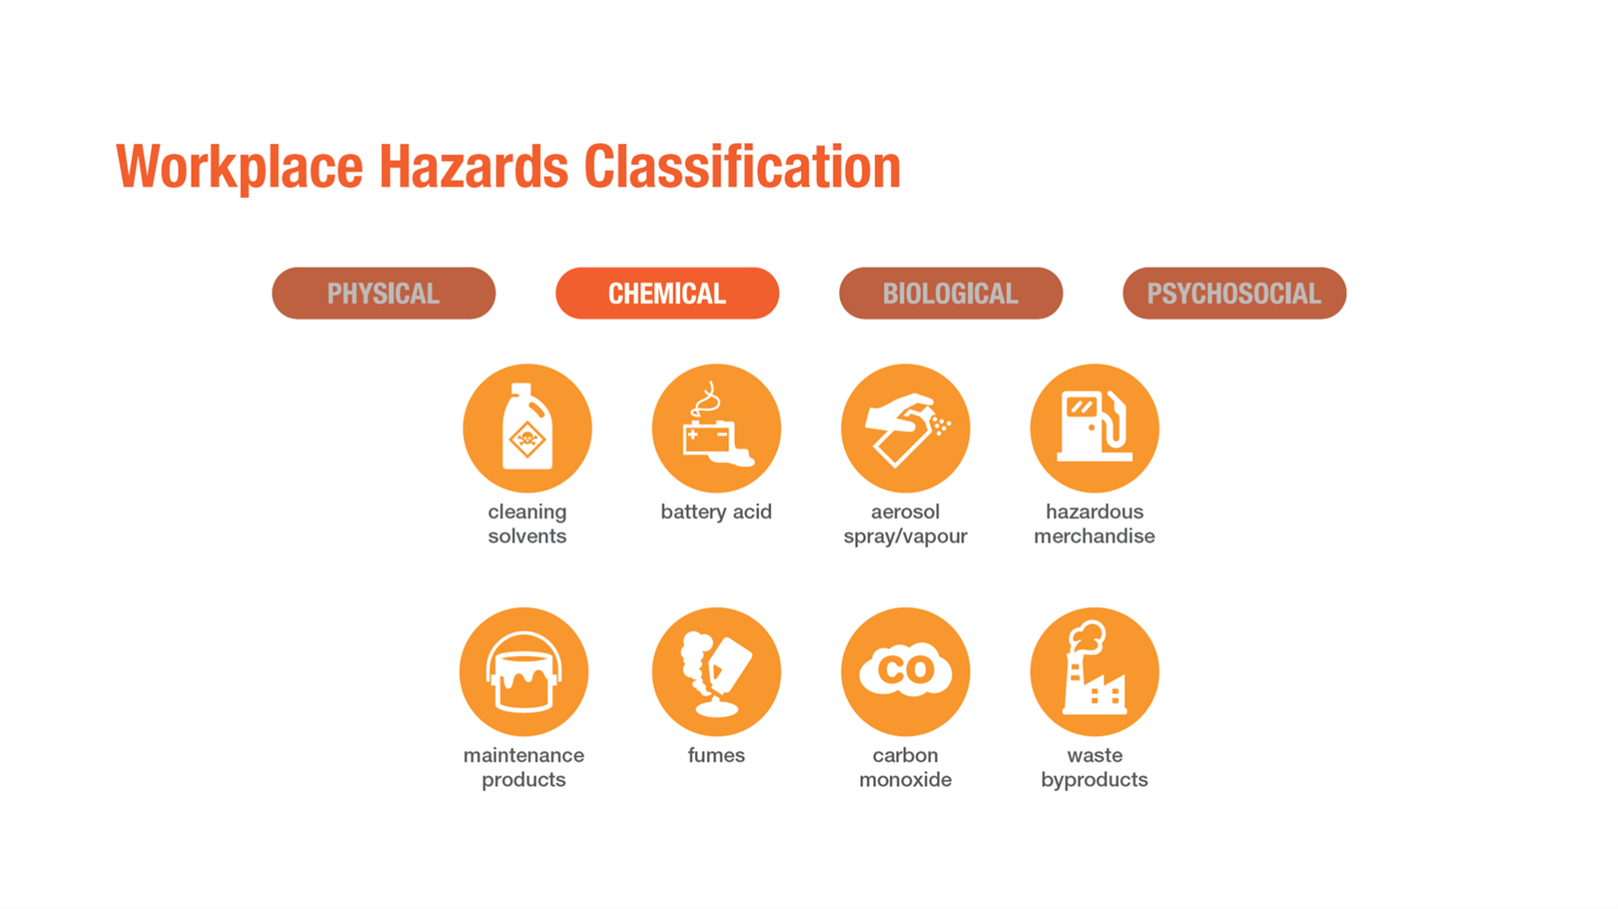 Workplace Hazards Classification
PHYSICAL
CHEMICAL
BIOLOGICAL
PSYCHOSOCIAL
cleaning
solvents
battery acid
aerosol
spray/vapour
hazardous
merchandise
CO
maintenance
products
fumes
carbon
monoxide
waste
byproducts